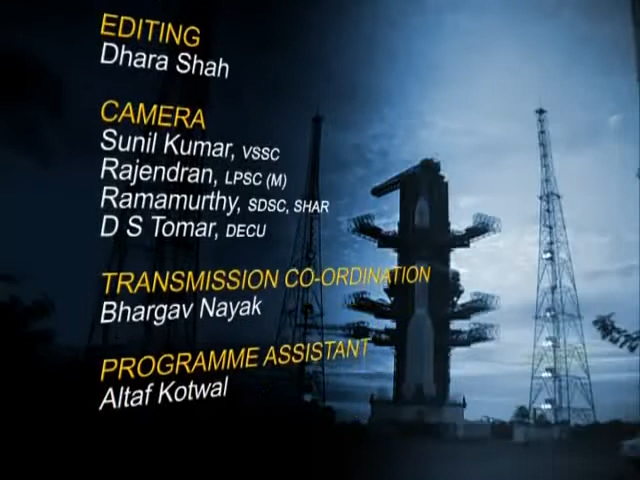 EDITING
Dhara Shah
CAMERA
Sunil Kumar, VSSC
Rajendran, LPSC (M)
Ramamurthy, SDSC, SHAR
D S Tomar, DECU
TRANSMISSION CO-ORDINATION
Bhargav Nayak
PROGRAMME ASSISTANT
Altaf Kotwal